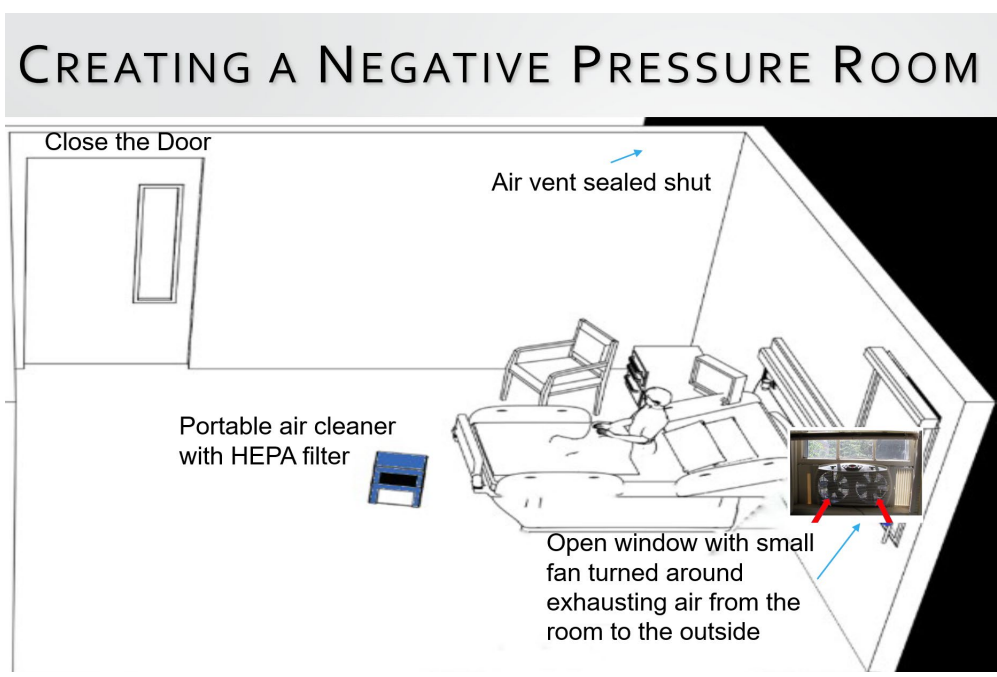 CREATING A NEGATIVE PRESSURE ROOM
Close the Door
Air vent sealed shut
Portable air cleaner
with HEPA filter
Open window with small
fan turned around
exhausting air from the
room to the outside